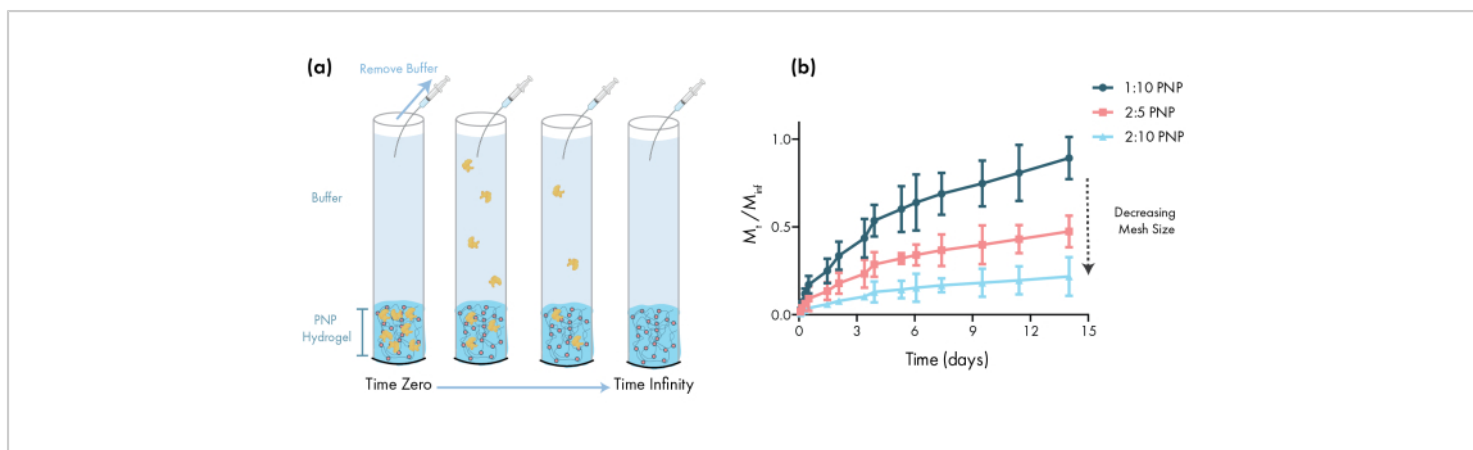 (a)
Remove Buffer
Buffer
PNP
Hydrogel
Time Zero
Time Infinity
(b)
1:10 PNP
2:5 PNP
2:10 PNP
1.0
0.5
0.0
Mt/Minf
0
3
6
9
12
15
Time (days)
Decreasing
Mesh Size